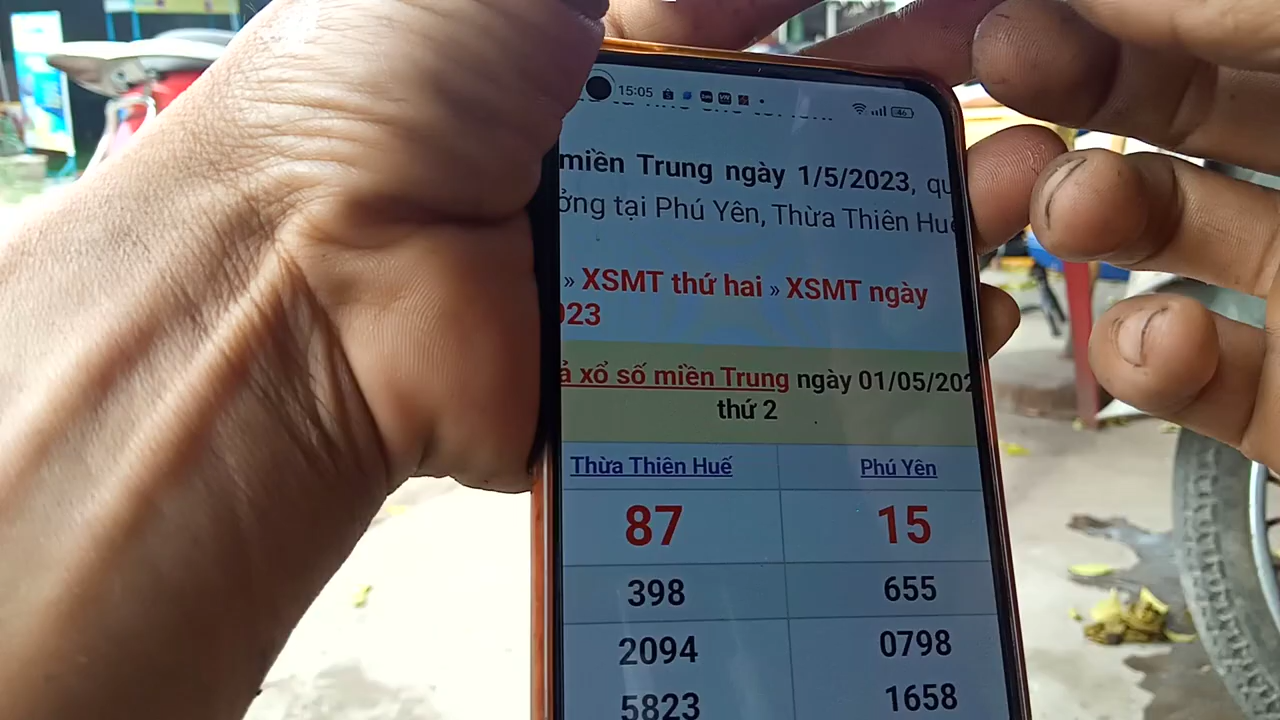 15:05
46
miền Trung ngày 1/5/2023, qu
ởng tại Phú Yên, Thừa Thiên Huế
» XSMT thứ hai » XSMT ngày
023
ả xổ số miền Trung ngày 01/05/202
thứ 2
Thừa Thiên Huế Phú Yên
87 15
398 655
2094 0798
5823 1658